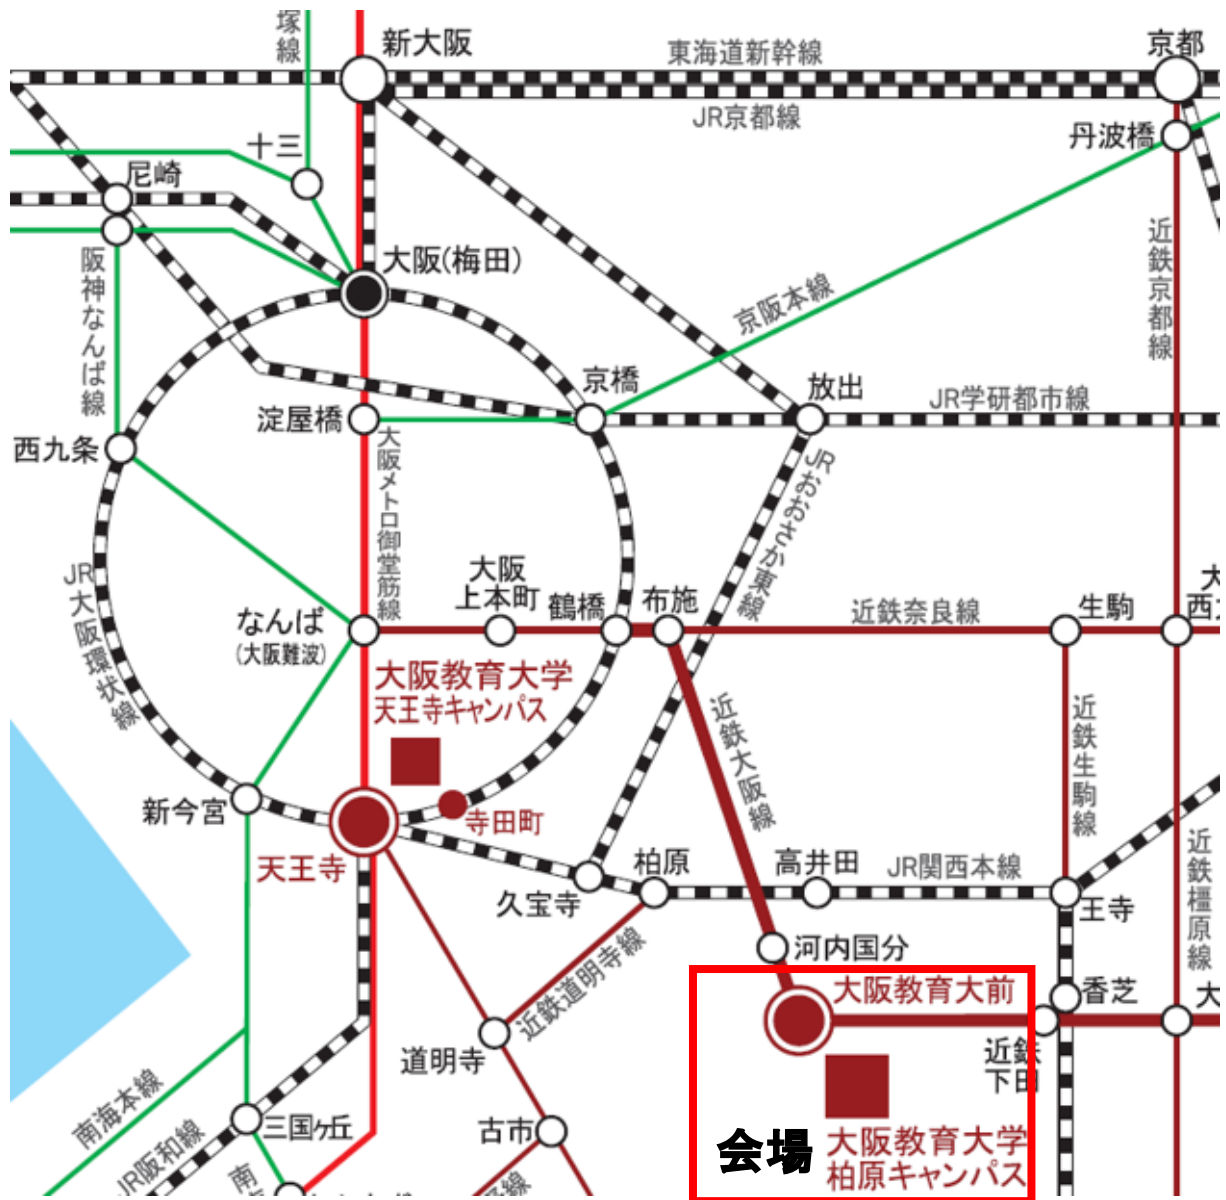 塚線
新大阪
東海道新幹線
京都
JR京都線
十三
丹波橋
尼崎
近鉄京都線
阪神なんば線
大阪(梅田)
京阪本線
京橋
放出
JR学研都市線
淀屋橋
西九条
大阪メトロ御堂筋線
JRおおさか東線
JR大阪環状線
大阪
上本町
鶴橋
布施
近鉄奈良線
生駒
大
西
なんば
(大阪難波)
大阪教育大学
天王寺キャンパス
近鉄大阪線
近鉄生駒線
新今宮
寺田町
天王寺
柏原
高井田
JR関西本線
近鉄橿原線
久宝寺
王寺
近鉄道明寺線
河内国分
大阪教育大前
香芝
大
道明寺
近鉄
下田
南海本線
三国ヶ丘
古市
JR阪和線
南
会場
大阪教育大学
柏原キャンパス
線